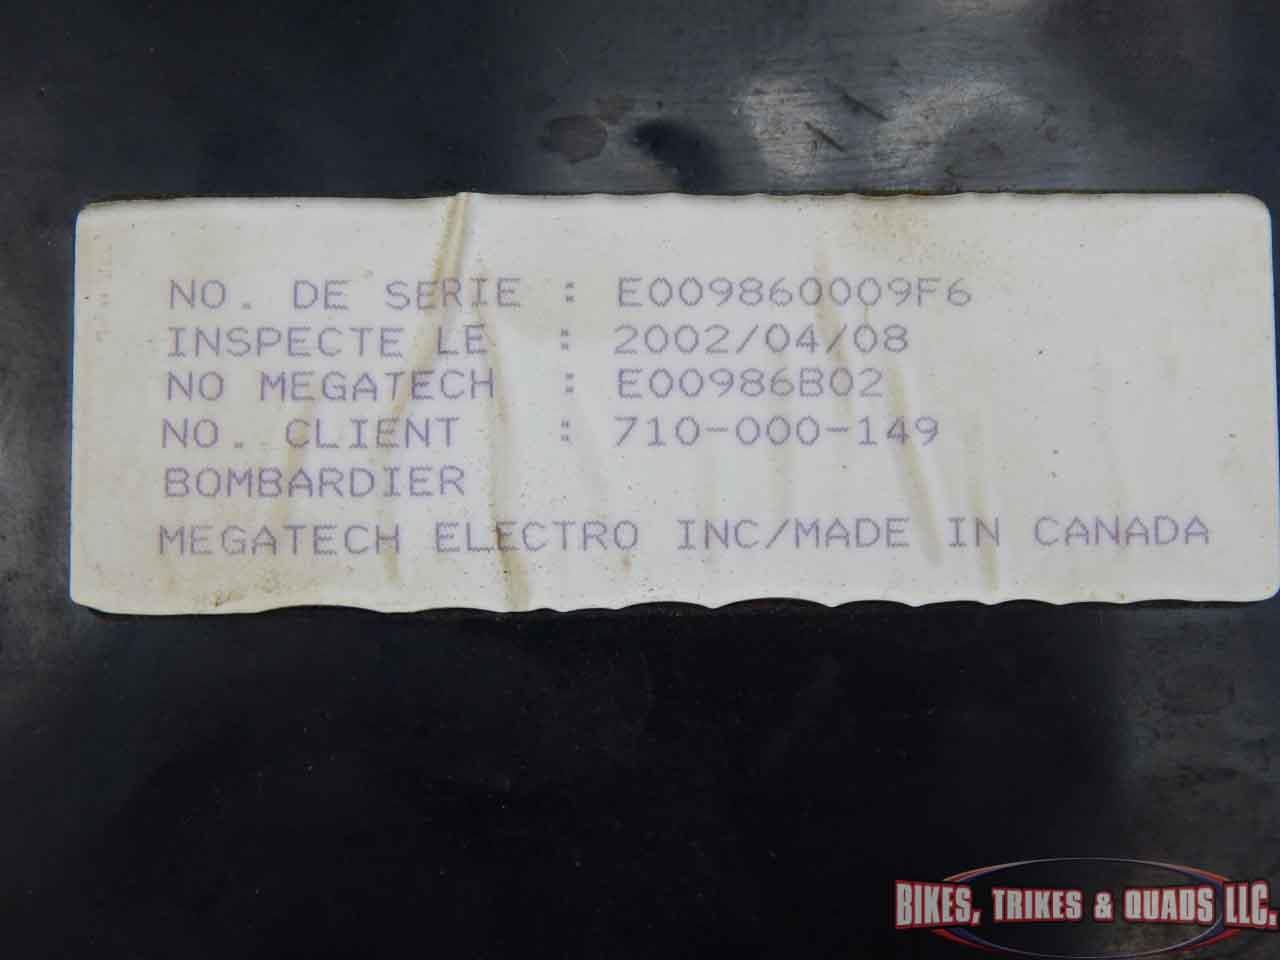 NO. DE SERIE : E009860009F6
INSPECTE LE : 2002/04/08
NO MEGATECH : E00986B02
NO. CLIENT : 710-000-149
BOMBARDIER
MEGATECH ELECTRO INC/MADE IN CANADA
BIKES, TRIKES & QUADS LLC.